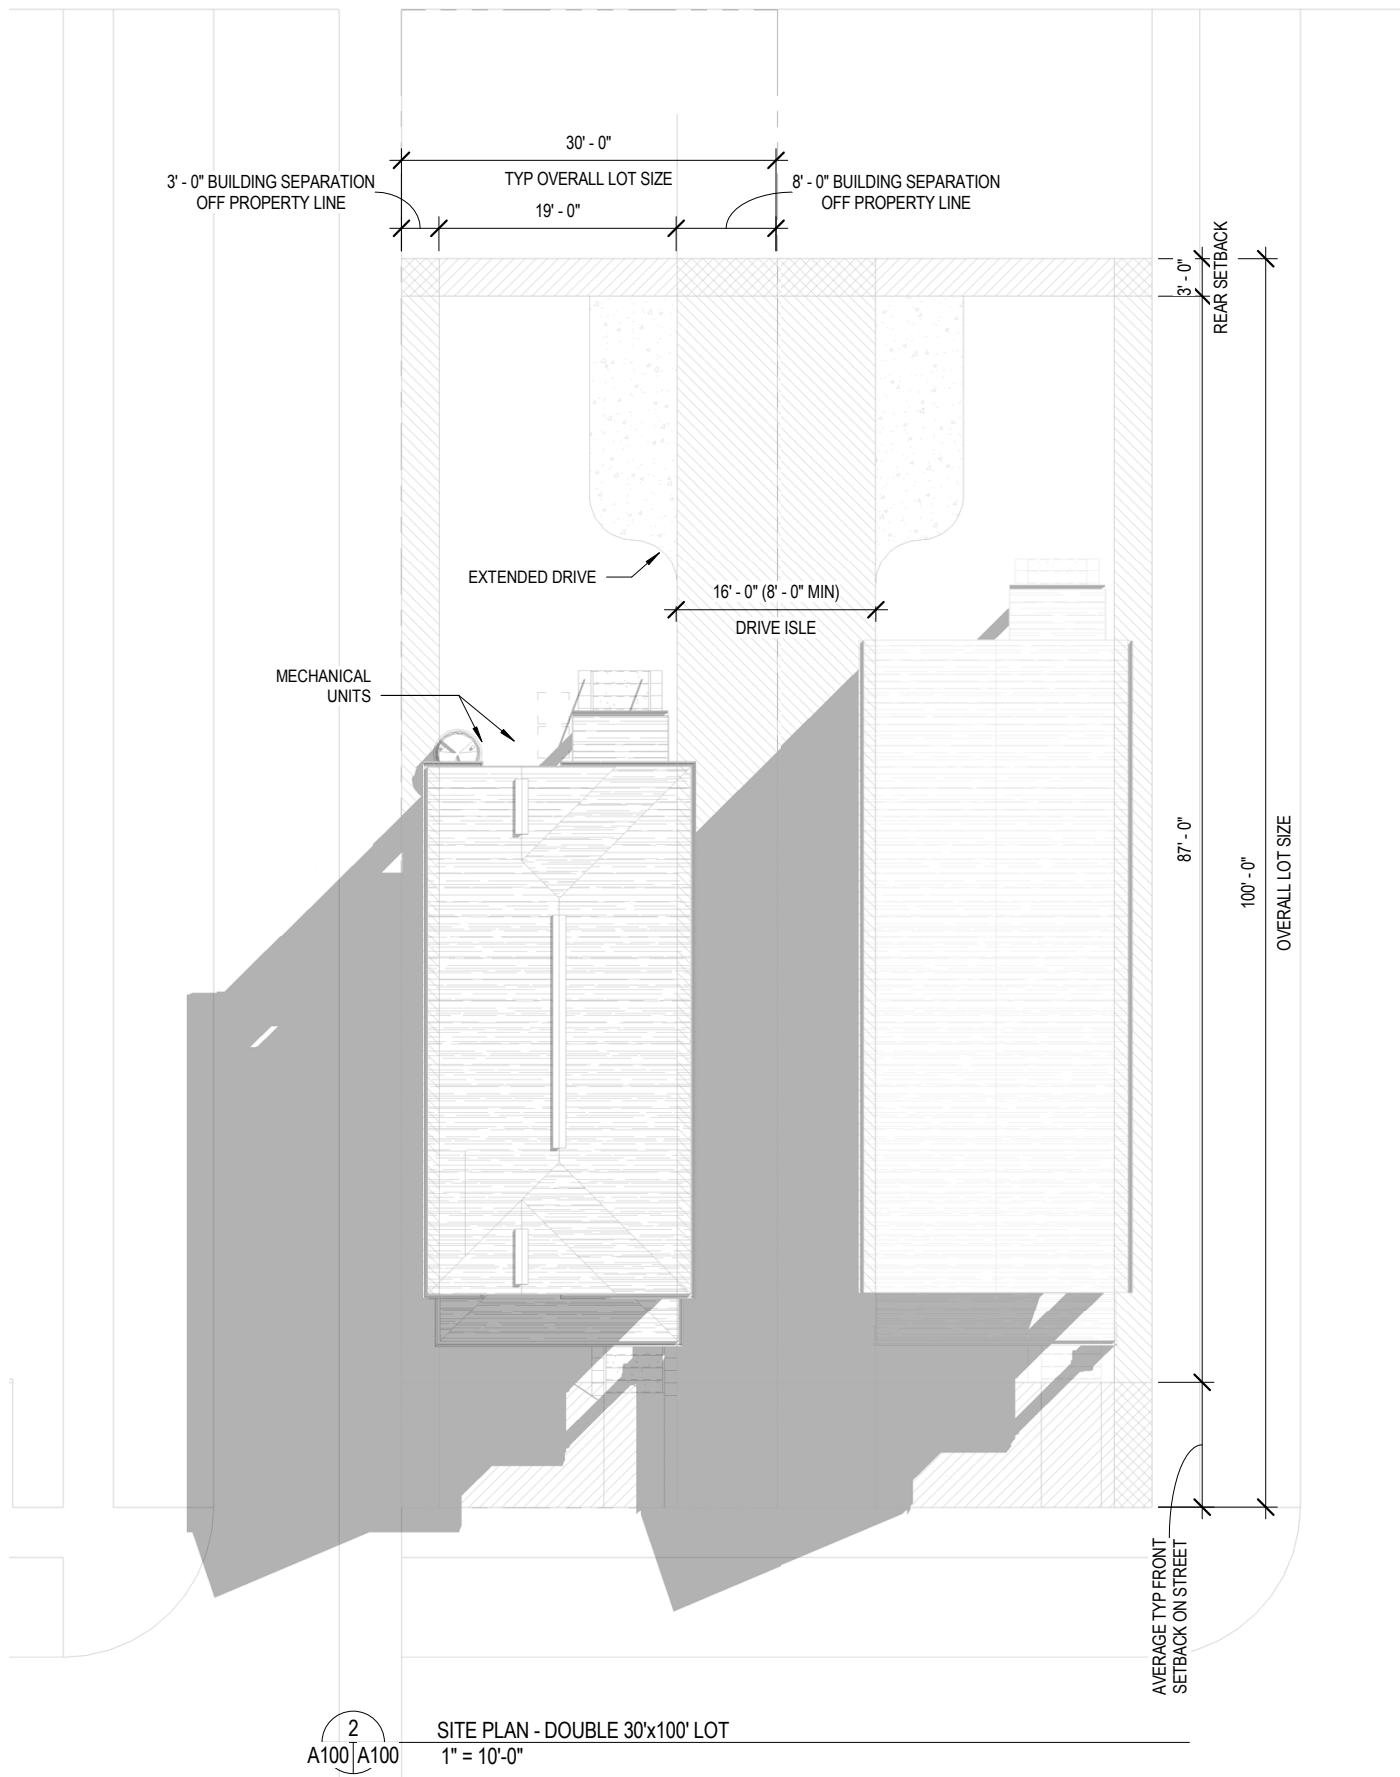 30' - 0"
3' - 0" BUILDING SEPARATION
OFF PROPERTY LINE
TYP OVERALL LOT SIZE
8' - 0" BUILDING SEPARATION
OFF PROPERTY LINE
19' - 0"
3' - 0"
REAR SETBACK
EXTENDED DRIVE
16' - 0" (8' - 0" MIN)
DRIVE ISLE
MECHANICAL
UNITS
87' - 0"
100' - 0"
OVERALL LOT SIZE
AVERAGE TYP FRONT
SETBACK ON STREET
2
A100 A100
SITE PLAN - DOUBLE 30'x100' LOT
1" = 10'-0"